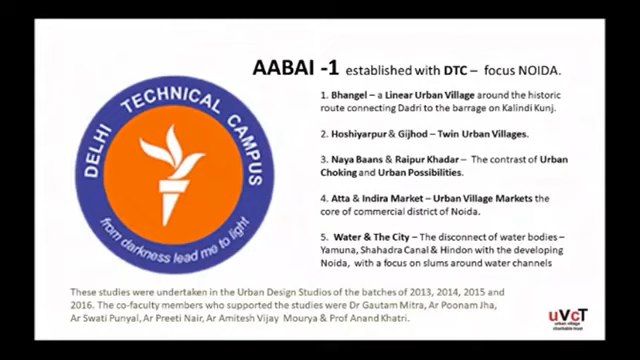 AABAI -1 established with DTC – focus NOIDA.
DELHI TECHNICAL CAMPUS
from darkness lead me to light
1. Bhangel – a Linear Urban Village around the historic
route connecting Dadri to the barrage on Kalindi Kunj.
2. Hoshiyarpur & Gijhod – Twin Urban Villages.
3. Naya Baans & Raipur Khadar – The contrast of Urban
Choking and Urban Possibilities.
4. Atta & Indira Market – Urban Village Markets the
core of commercial district of Noida.
5. Water & The City – The disconnect of water bodies –
Yamuna, Shahadra Canal & Hindon with the developing
Noida, with a focus on slums around water channels
These studies were undertaken in the Urban Design Studios of the batches of 2013, 2014, 2015 and
2016. The co-faculty members who supported the studies were Dr Gautam Mitra, Ar Poonam Jha,
Ar Swati Punyal, Ar Preeti Nair, Ar Amitesh Vijay Mourya & Prof Anand Khatri.
uVcT
urban village
charitable trust